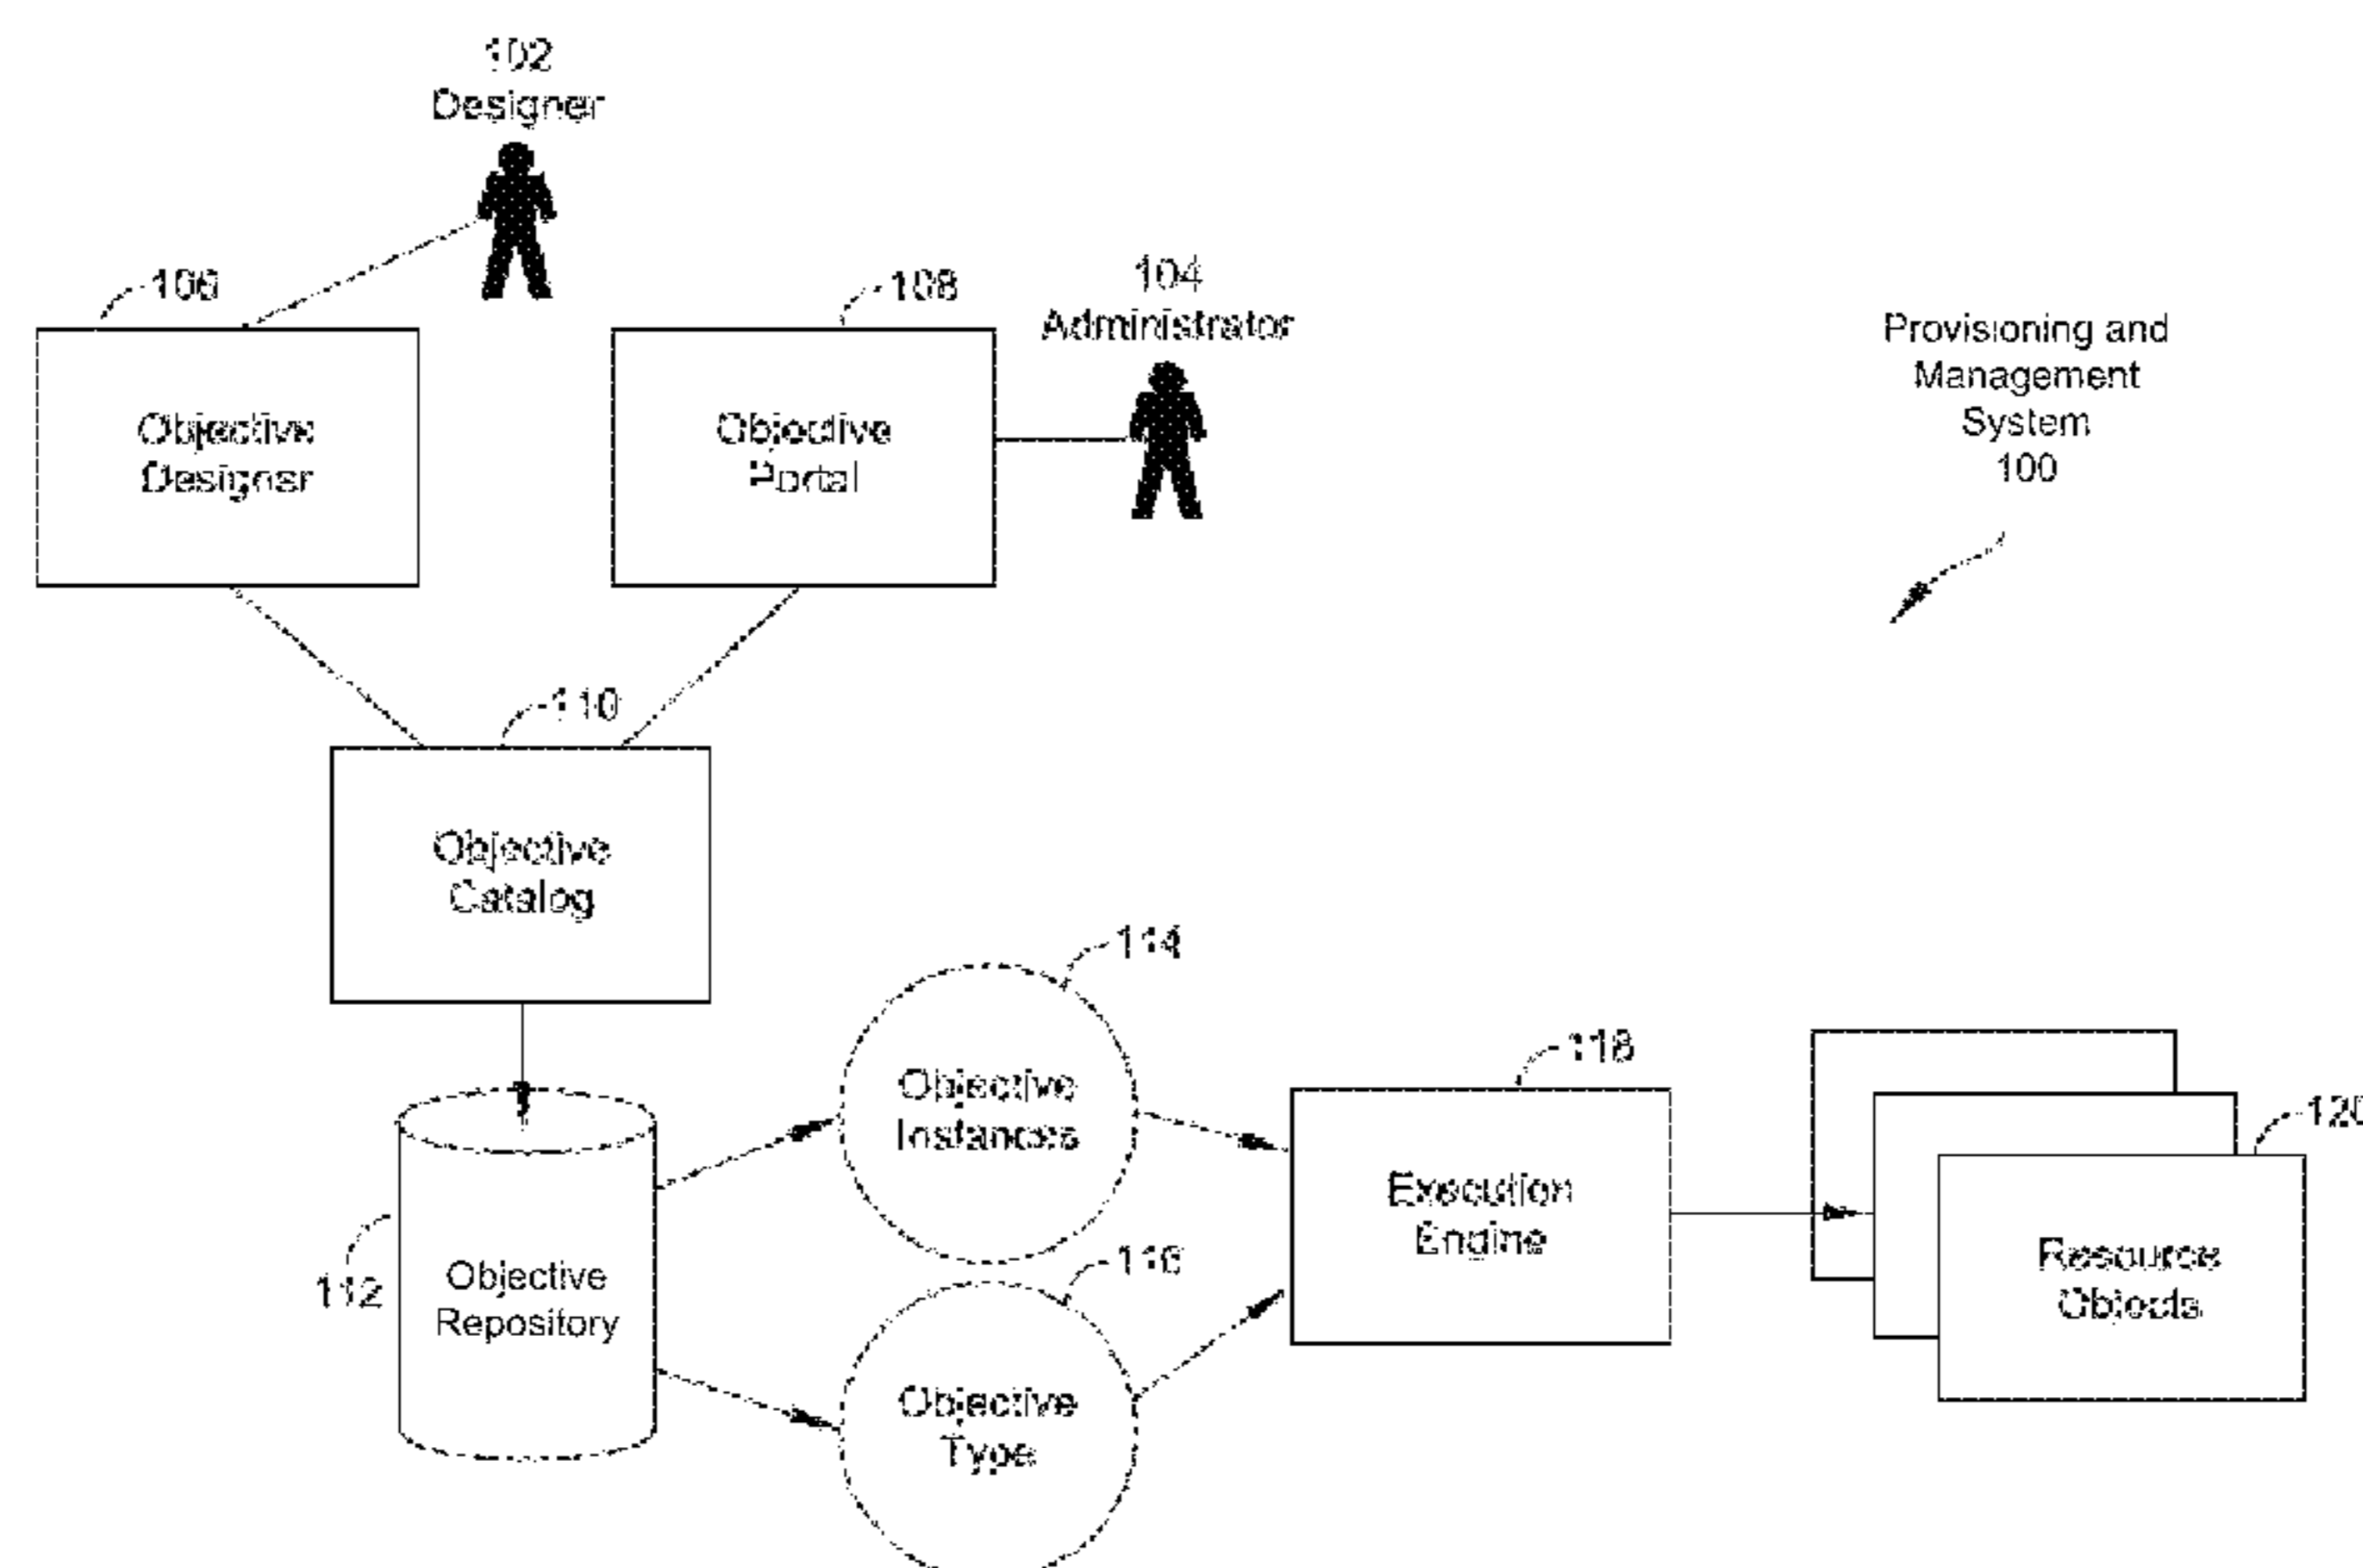 102
Designer
106
108
104
Administrator
Provisioning and
Management
System
100
Objective
Designer
Objective
Portal
110
Objective
Catalog
114
Objective
Instances
118
Execution
Engine
120
Resource
Objects
112
Objective
Repository
116
Objective
Type